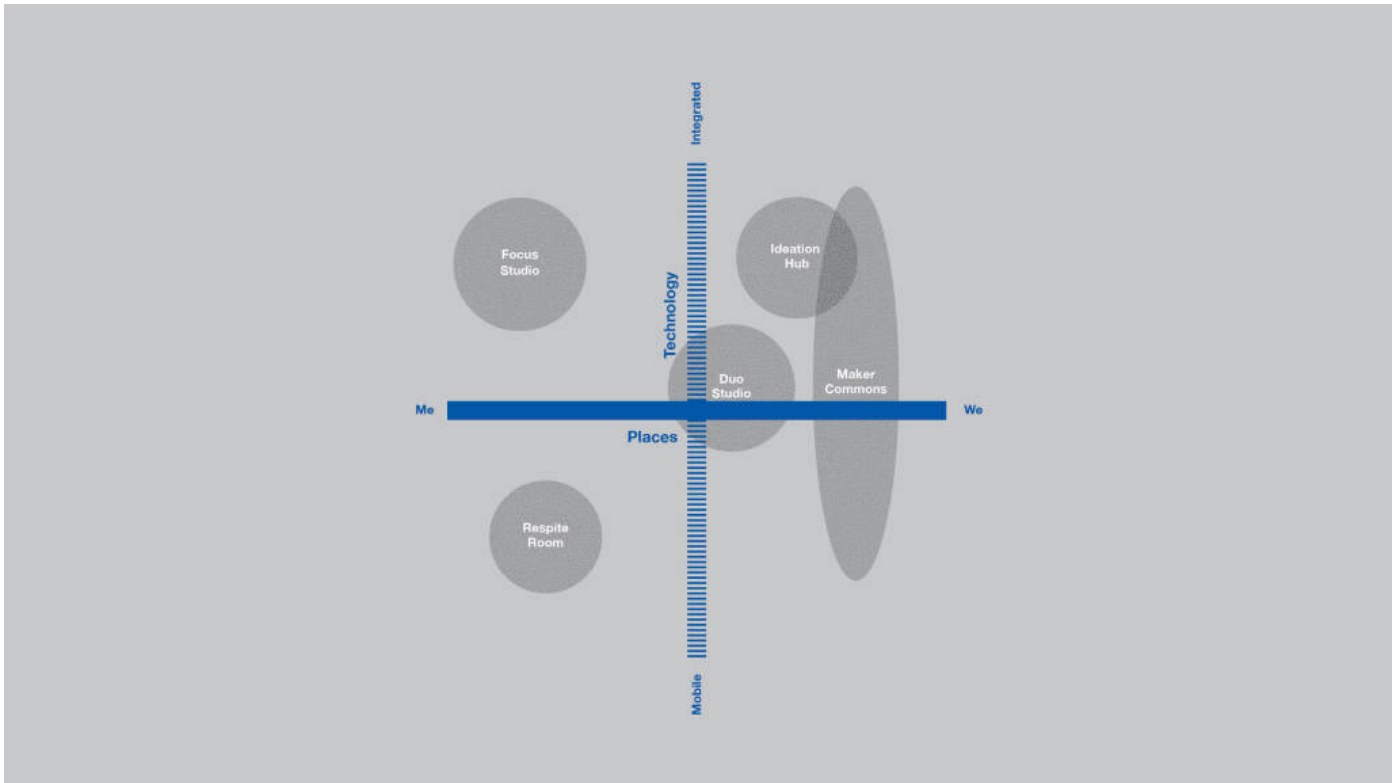 Integrated
Focus
Studio
Ideation
Hub
Technology
Duo
Studio
Maker
Commons
Me
We
Places
Respite
Room
Mobile